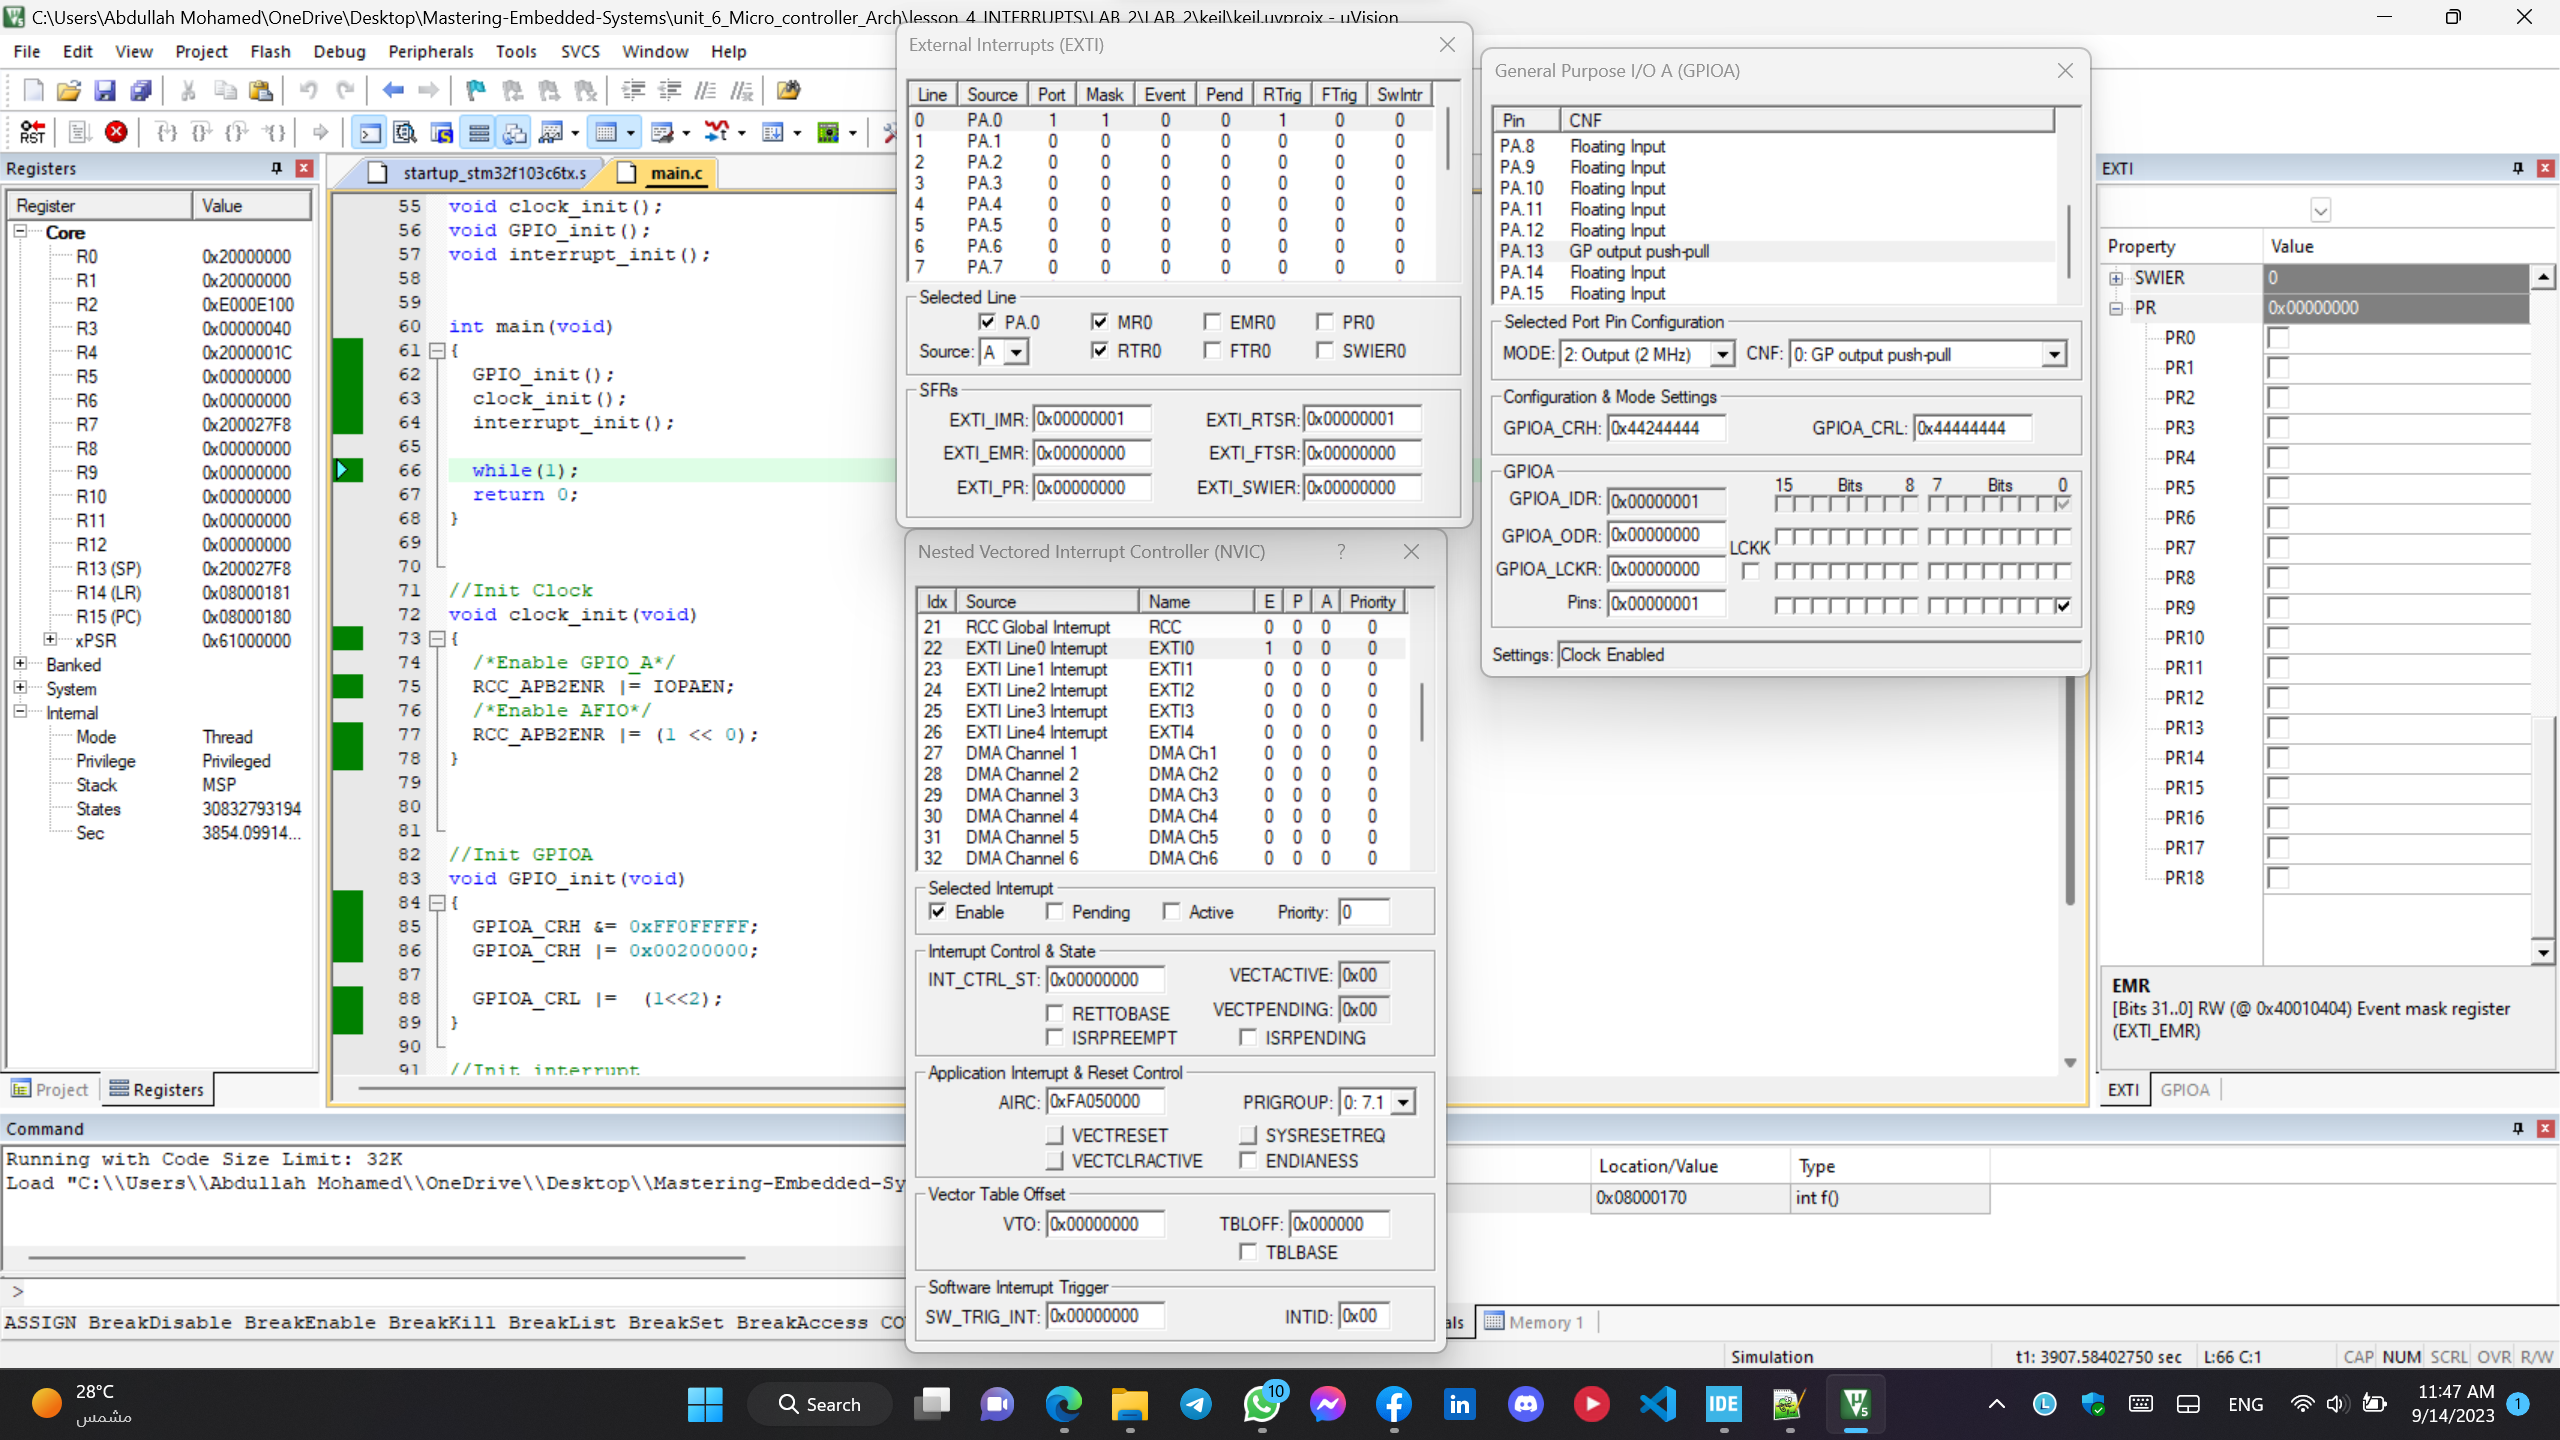 C:\Users\Abdullah Mohamed\OneDrive\Desktop\Mastering-Embedded-Systems\unit_6_Micro_controller_Arch\lesson_4_INTERRUPTS\LAB_2\LAB_2\keil\keil.uvprojx - µVision
File Edit View Project Flash Debug Peripherals Tools SVCS Window Help
RST
Registers
Register Value
Core
R0 0x20000000
R1 0x20000000
R2 0xE000E100
R3 0x00000040
R4 0x2000001C
R5 0x00000000
R6 0x00000000
R7 0x200027F8
R8 0x00000000
R9 0x00000000
R10 0x00000000
R11 0x00000000
R12 0x00000000
R13 (SP) 0x200027F8
R14 (LR) 0x08000181
R15 (PC) 0x08000180
xPSR 0x61000000
Banked
System
Internal
Mode Thread
Privilege Privileged
Stack MSP
States 30832793194
Sec 3854.09914...
Project Registers
startup_stm32f103c6tx.s main.c
55 void clock_init();
56 void GPIO_init();
57 void interrupt_init();
58
59
60 int main(void)
61 {
62 GPIO_init();
63 clock_init();
64 interrupt_init();
65
66 while(1);
67 return 0;
68 }
69
70
71 //Init Clock
72 void clock_init(void)
73 {
74 /*Enable GPIO_A*/
75 RCC_APB2ENR |= IOPAEN;
76 /*Enable AFIO*/
77 RCC_APB2ENR |= (1 << 0);
78 }
79
80
81
82 //Init GPIOA
83 void GPIO_init(void)
84 {
85 GPIOA_CRH &= 0xFF0FFFFF;
86 GPIOA_CRH |= 0x00200000;
87
88 GPIOA_CRL |= (1<<2);
89 }
90
91 //Init interrupt
External Interrupts (EXTI)
Line Source Port Mask Event Pend RTrig FTrig SwIntr
0 PA.0 1 1 0 0 1 0 0
1 PA.1 0 0 0 0 0 0 0
2 PA.2 0 0 0 0 0 0 0
3 PA.3 0 0 0 0 0 0 0
4 PA.4 0 0 0 0 0 0 0
5 PA.5 0 0 0 0 0 0 0
6 PA.6 0 0 0 0 0 0 0
7 PA.7 0 0 0 0 0 0 0
Selected Line
PA.0 MR0 EMR0 PR0
Source: A RTR0 FTR0 SWIER0
SFRs
EXTI_IMR: 0x00000001 EXTI_RTSR: 0x00000001
EXTI_EMR: 0x00000000 EXTI_FTSR: 0x00000000
EXTI_PR: 0x00000000 EXTI_SWIER: 0x00000000
Nested Vectored Interrupt Controller (NVIC) ?
Idx Source Name E P A Priority
21 RCC Global Interrupt RCC 0 0 0 0
22 EXTI Line0 Interrupt EXTI0 1 0 0 0
23 EXTI Line1 Interrupt EXTI1 0 0 0 0
24 EXTI Line2 Interrupt EXTI2 0 0 0 0
25 EXTI Line3 Interrupt EXTI3 0 0 0 0
26 EXTI Line4 Interrupt EXTI4 0 0 0 0
27 DMA Channel 1 DMA Ch1 0 0 0 0
28 DMA Channel 2 DMA Ch2 0 0 0 0
29 DMA Channel 3 DMA Ch3 0 0 0 0
30 DMA Channel 4 DMA Ch4 0 0 0 0
31 DMA Channel 5 DMA Ch5 0 0 0 0
32 DMA Channel 6 DMA Ch6 0 0 0 0
Selected Interrupt
Enable Pending Active Priority: 0
Interrupt Control & State
INT_CTRL_ST: 0x00000000 VECTACTIVE: 0x00
RETTOBASE VECTPENDING: 0x00
ISRPREEMPT ISRPENDING
Application Interrupt & Reset Control
AIRC: 0xFA050000 PRIGROUP: 0: 7.1
VECTRESET SYSRESETREQ
VECTCLRACTIVE ENDIANESS
Vector Table Offset
VTO: 0x00000000 TBLOFF: 0x000000
TBLBASE
Software Interrupt Trigger
SW_TRIG_INT: 0x00000000 INTID: 0x00
General Purpose I/O A (GPIOA)
Pin CNF
PA.8 Floating Input
PA.9 Floating Input
PA.10 Floating Input
PA.11 Floating Input
PA.12 Floating Input
PA.13 GP output push-pull
PA.14 Floating Input
PA.15 Floating Input
Selected Port Pin Configuration
MODE: 2: Output (2 MHz) CNF: 0: GP output push-pull
Configuration & Mode Settings
GPIOA_CRH: 0x44244444 GPIOA_CRL: 0x44444444
GPIOA
15 Bits 8 7 Bits 0
GPIOA_IDR: 0x00000001
GPIOA_ODR: 0x00000000
LCKK
GPIOA_LCKR: 0x00000000
Pins: 0x00000001
Settings: Clock Enabled
EXTI
Property Value
SWIER 0
PR 0x00000000
PR0
PR1
PR2
PR3
PR4
PR5
PR6
PR7
PR8
PR9
PR10
PR11
PR12
PR13
PR14
PR15
PR16
PR17
PR18
EMR
[Bits 31..0] RW (@ 0x40010404) Event mask register
(EXTI_EMR)
EXTI GPIOA
Command
Running with Code Size Limit: 32K
Load "C:\\Users\\Abdullah Mohamed\\OneDrive\\Desktop\\Mastering-Embedded-Sy
>
ASSIGN BreakDisable BreakEnable BreakKill BreakList BreakSet BreakAccess CO
Location/Value Type
0x08000170 int f()
als Memory 1
Simulation t1: 3907.58402750 sec L:66 C:1 CAP NUM SCRL OVR R/W
28°C
مشمس
Search
10
IDE
ENG
11:47 AM
9/14/2023
1